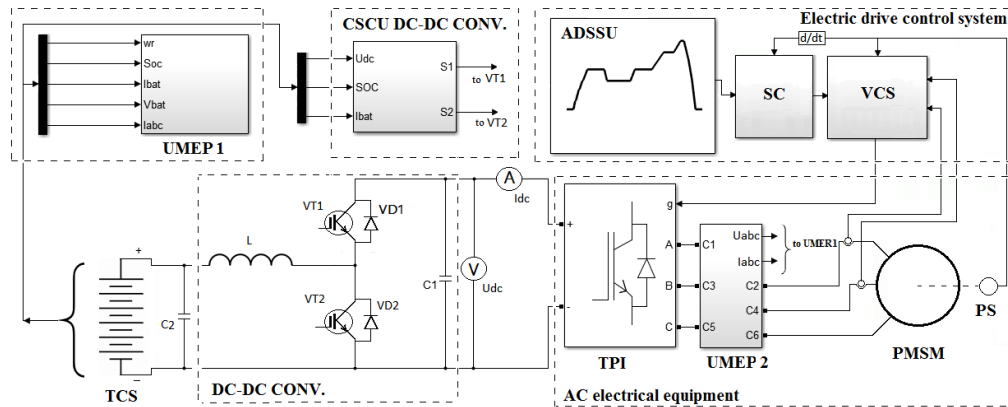 CSCU DC-DC CONV.
Electric drive control system
ADSSU
d/dt
wr
Soc
Ibat
Vbat
Iabc
UMEP 1
Udc
SOC
Ibat
S1
to VT1
S2
to VT2
SC
VCS
A
Idc
VT1
VD1
L
VT2
VD2
C1
V
Udc
C2
+
−
TCS
DC-DC CONV.
+
-
g
A
B
C
TPI
C1
C3
C5
Uabc
Iabc
C2
C4
C6
to UMER1
UMEP 2
PMSM
PS
AC electrical equipment